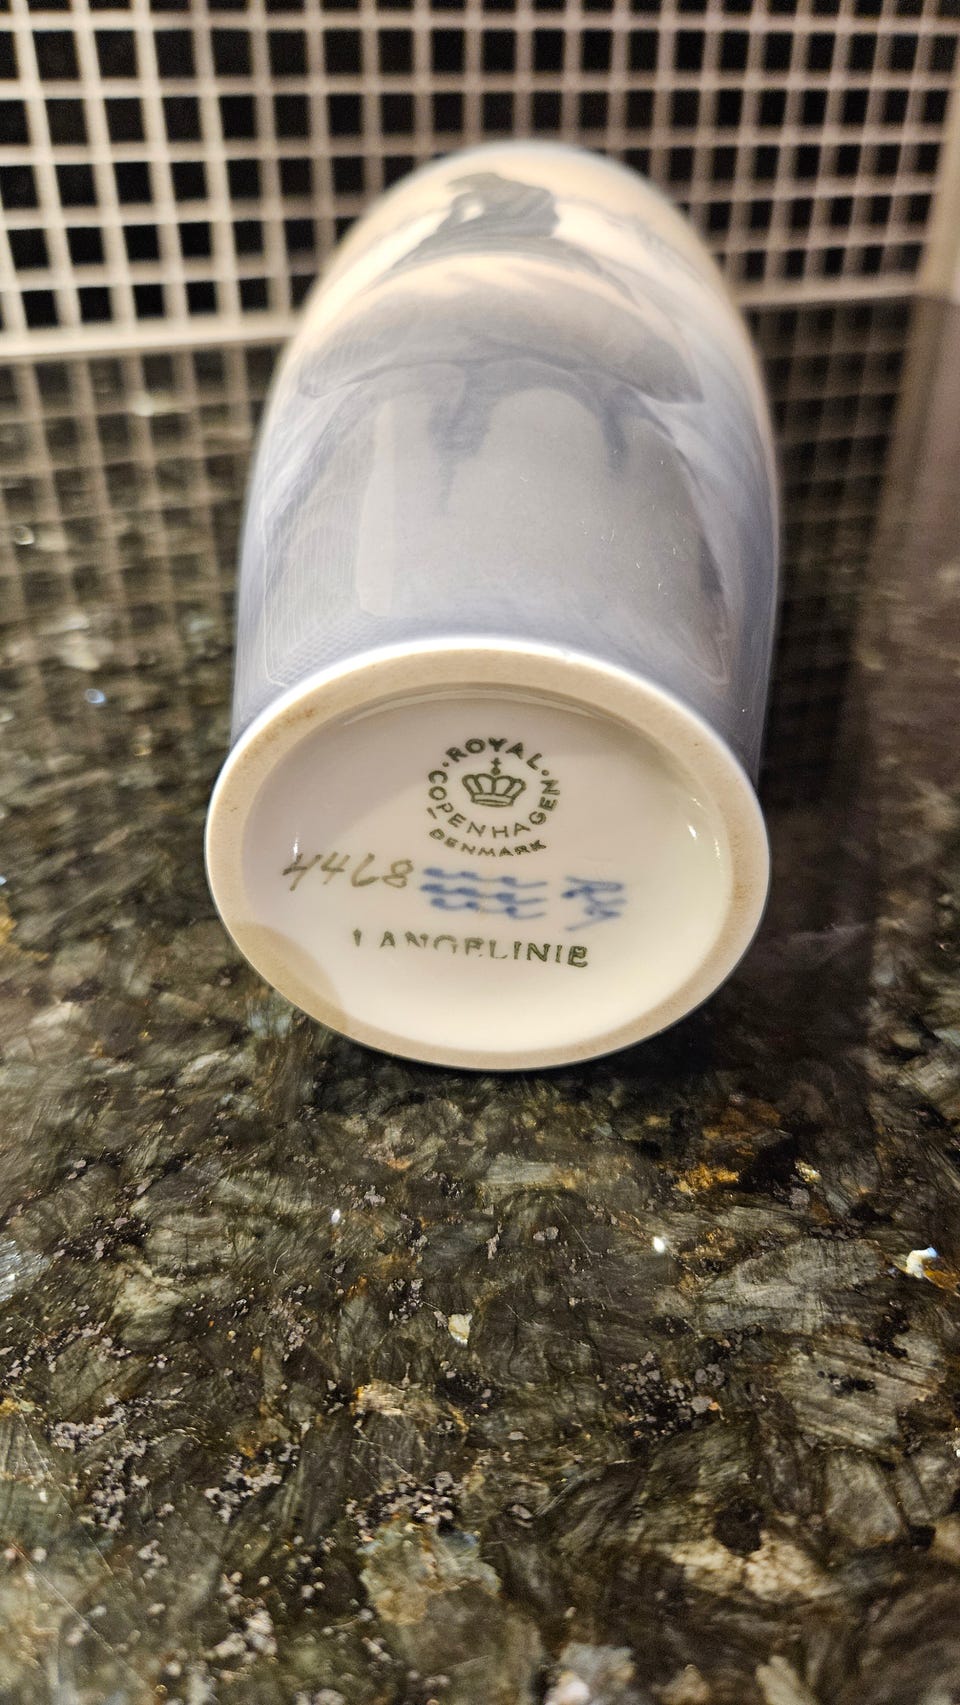 ROYAL
COPENHAGEN
DENMARK
4468
LANGELINIE